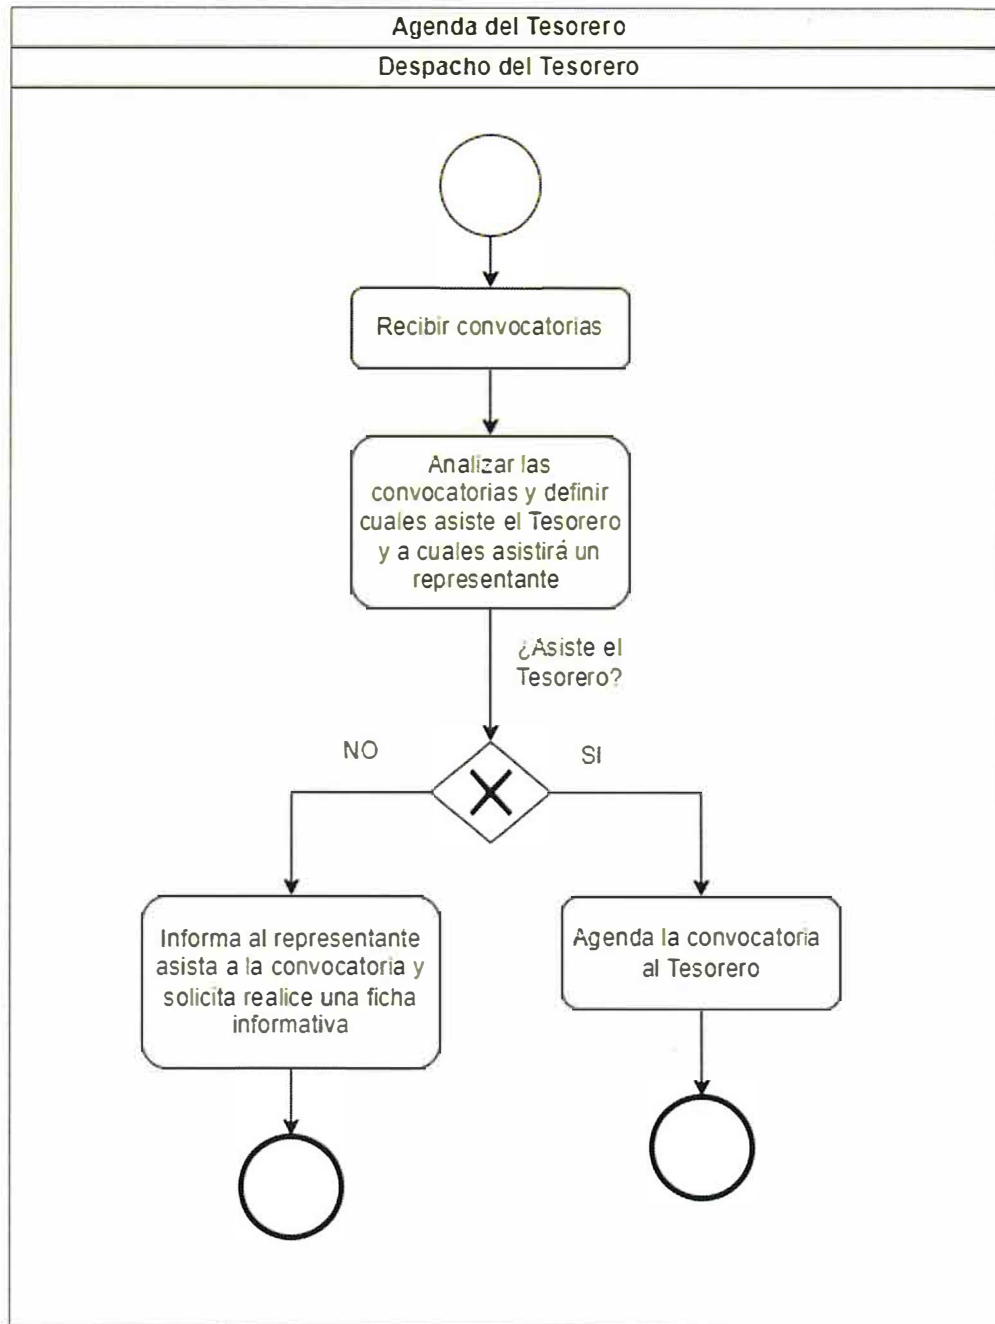 Agenda del Tesorero
Despacho del Tesorero
Recibir convocatorias
Analizar las
convocatorias y definir
cuales asiste el Tesorero
y a cuales asistirá un
representante
¿Asiste el
Tesorero?
NO
SI
Informa al representante
asista a la convocatoria y
solicita realice una ficha
informativa
Agenda la convocatoria
al Tesorero